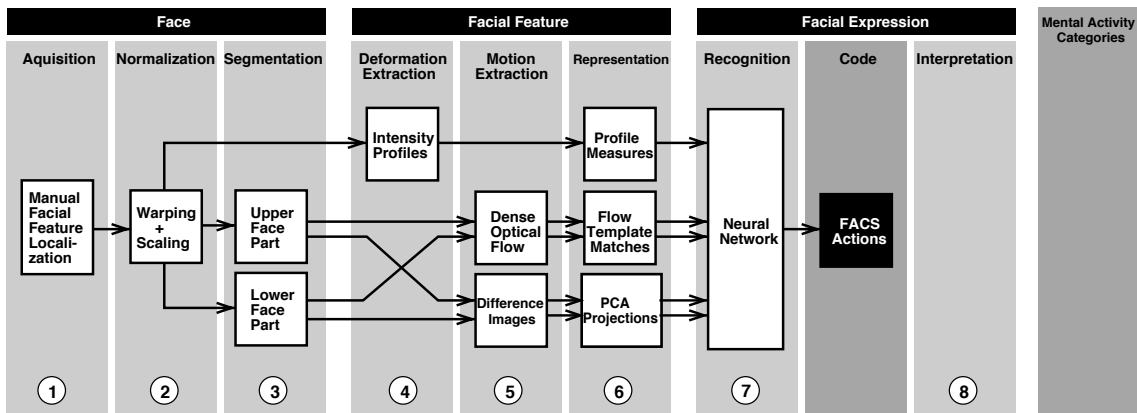 Face
Facial Feature
Facial Expression
Mental Activity
Categories
Aquisition
Normalization
Segmentation
Deformation
Extraction
Motion
Extraction
Representation
Recognition
Code
Interpretation
Intensity
Profiles
Profile
Measures
Manual
Facial
Feature
Locali-
zation
Warping
+
Scaling
Upper
Face
Part
Dense
Optical
Flow
Flow
Template
Matches
Neural
Network
FACS
Actions
Lower
Face
Part
Difference
Images
PCA
Projections
1
2
3
4
5
6
7
8